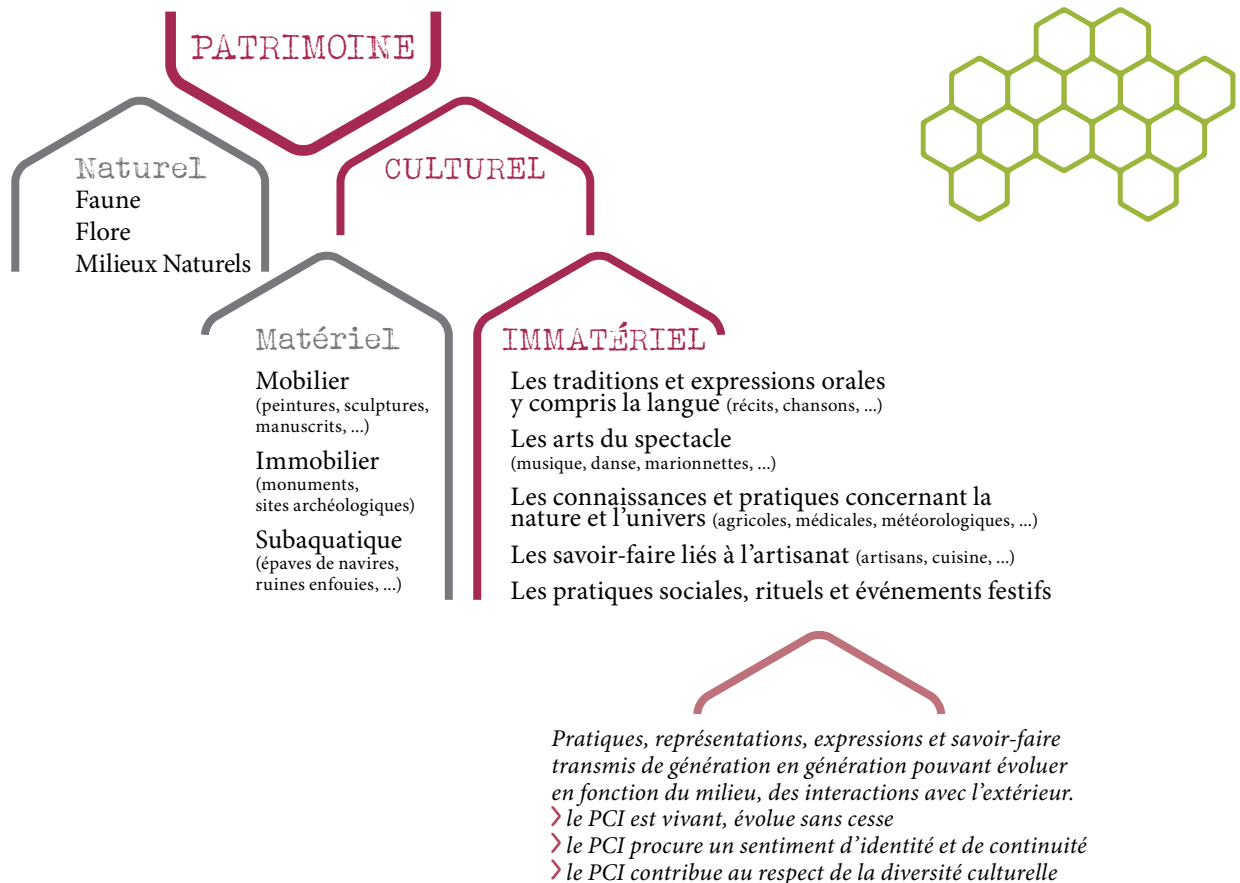 PATRIMOINE
Naturel
Faune
Flore
Milieux Naturels
CULTUREL
Matériel
Mobilier
(peintures, sculptures,
manuscrits, ...)
Immobilier
(monuments,
sites archéologiques)
Subaquatique
(épaves de navires,
ruines enfouies, ...)
IMMATÉRIEL
Les traditions et expressions orales
y compris la langue (récits, chansons, ...)
Les arts du spectacle
(musique, danse, marionnettes, ...)
Les connaissances et pratiques concernant la
nature et l'univers (agricoles, médicales, météorologiques, ...)
Les savoir-faire liés à l'artisanat (artisans, cuisine, ...)
Les pratiques sociales, rituels et événements festifs
Pratiques, représentations, expressions et savoir-faire
transmis de génération en génération pouvant évoluer
en fonction du milieu, des interactions avec l'extérieur.
> le PCI est vivant, évolue sans cesse
> le PCI procure un sentiment d'identité et de continuité
> le PCI contribue au respect de la diversité culturelle